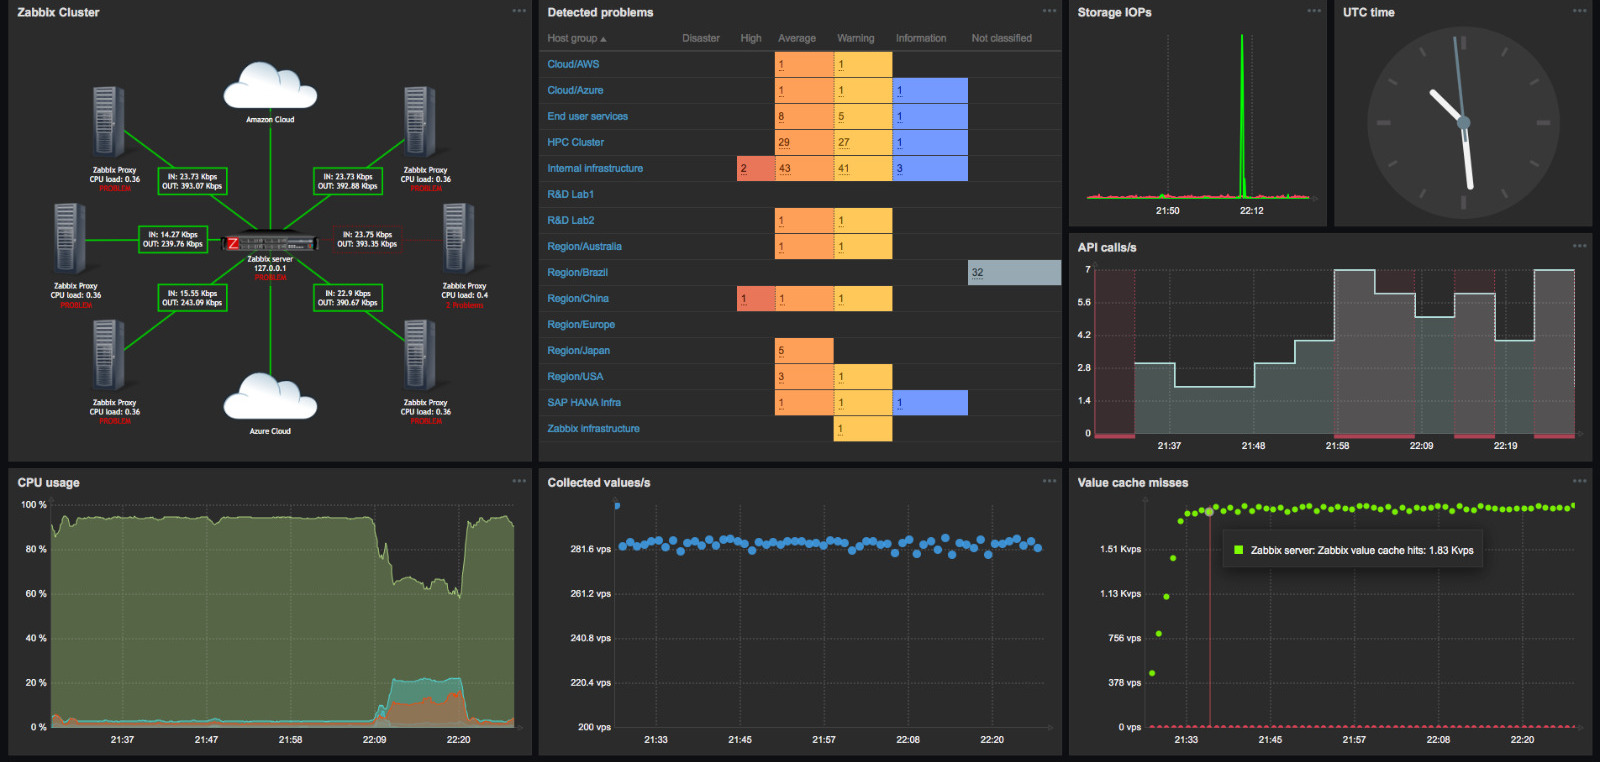 Zabbix Cluster
Amazon Cloud
Zabbix Proxy
CPU load: 0.36
PROBLEM
IN: 23.73 Kbps
OUT: 393.07 Kbps
IN: 23.73 Kbps
OUT: 392.88 Kbps
Zabbix Proxy
CPU load: 0.36
PROBLEM
IN: 14.27 Kbps
OUT: 239.76 Kbps
Z
IN: 23.75 Kbps
OUT: 393.35 Kbps
Zabbix server
127.0.0.1
PROBLEM
Zabbix Proxy
CPU load: 0.36
PROBLEM
IN: 15.55 Kbps
OUT: 243.09 Kbps
IN: 22.9 Kbps
OUT: 390.67 Kbps
Zabbix Proxy
CPU load: 0.4
2 Problems
Zabbix Proxy
CPU load: 0.36
PROBLEM
Zabbix Proxy
CPU load: 0.36
PROBLEM
Azure Cloud
Detected problems
Host group Disaster High Average Warning Information Not classified
Cloud/AWS 1 1
Cloud/Azure 1 1 1
End user services 8 5 1
HPC Cluster 29 27 1
Internal infrastructure 2 43 41 3
R&D Lab1
R&D Lab2 1 1
Region/Australia 1 1
Region/Brazil 32
Region/China 1 1 1
Region/Europe
Region/Japan 5
Region/USA 3 1
SAP HANA Infra 1 1 1
Zabbix infrastructure 1
Storage IOPs
21:50 22:12
UTC time
API calls/s
7
5.6
4.2
2.8
1.4
0
21:37 21:48 21:58 22:09 22:19
CPU usage
100 %
80 %
60 %
40 %
20 %
0 %
21:37 21:47 21:58 22:09 22:20
Collected values/s
281.6 vps
261.2 vps
240.8 vps
220.4 vps
200 vps
21:33 21:45 21:57 22:08 22:20
Value cache misses
1.51 Kvps
1.13 Kvps
756 vps
378 vps
0 vps
Zabbix server: Zabbix value cache hits: 1.83 Kvps
21:33 21:45 21:57 22:08 22:20